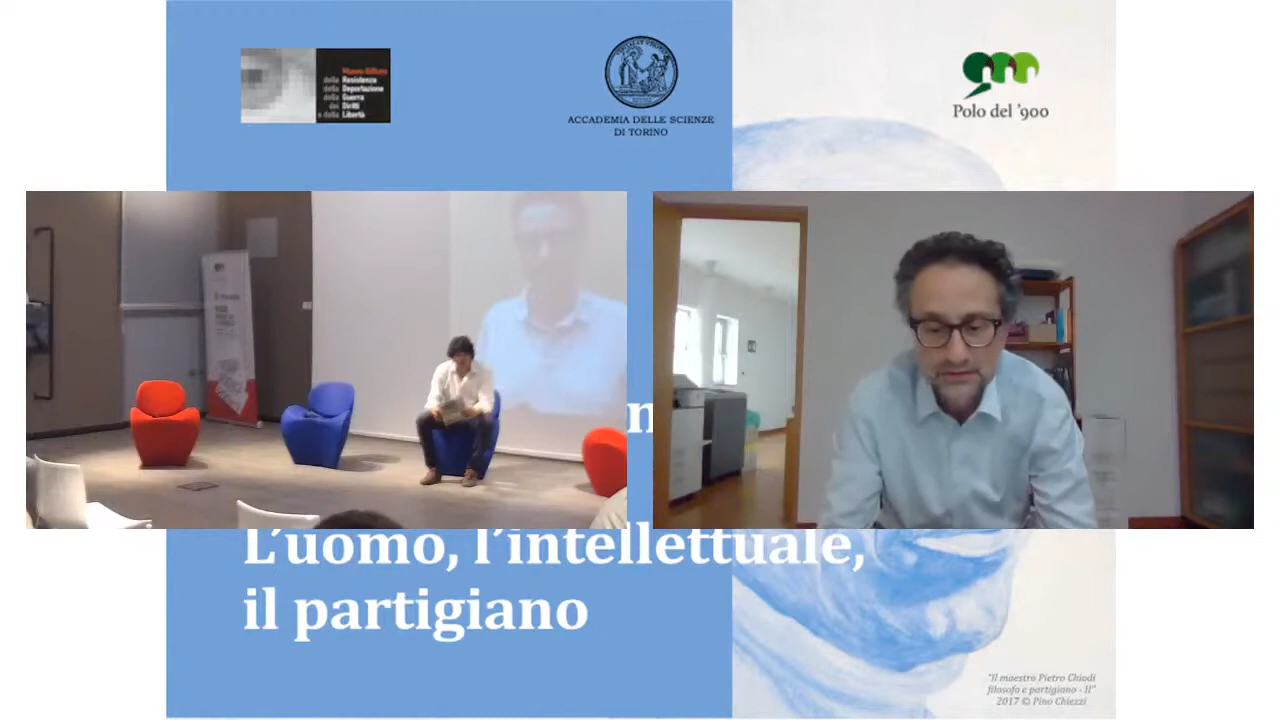 Museo diffuso
della Resistenza
della Deportazione
della Guerra
dei Diritti
e della Libertà
ACCADEMIA DELLE SCIENZE
DI TORINO
Polo del '900
n
L'uomo, l'intellettuale,
il partigiano
"Il maestro Pietro Chiodi
filosofo e partigiano - II"
2017 © Pino Chiezzi